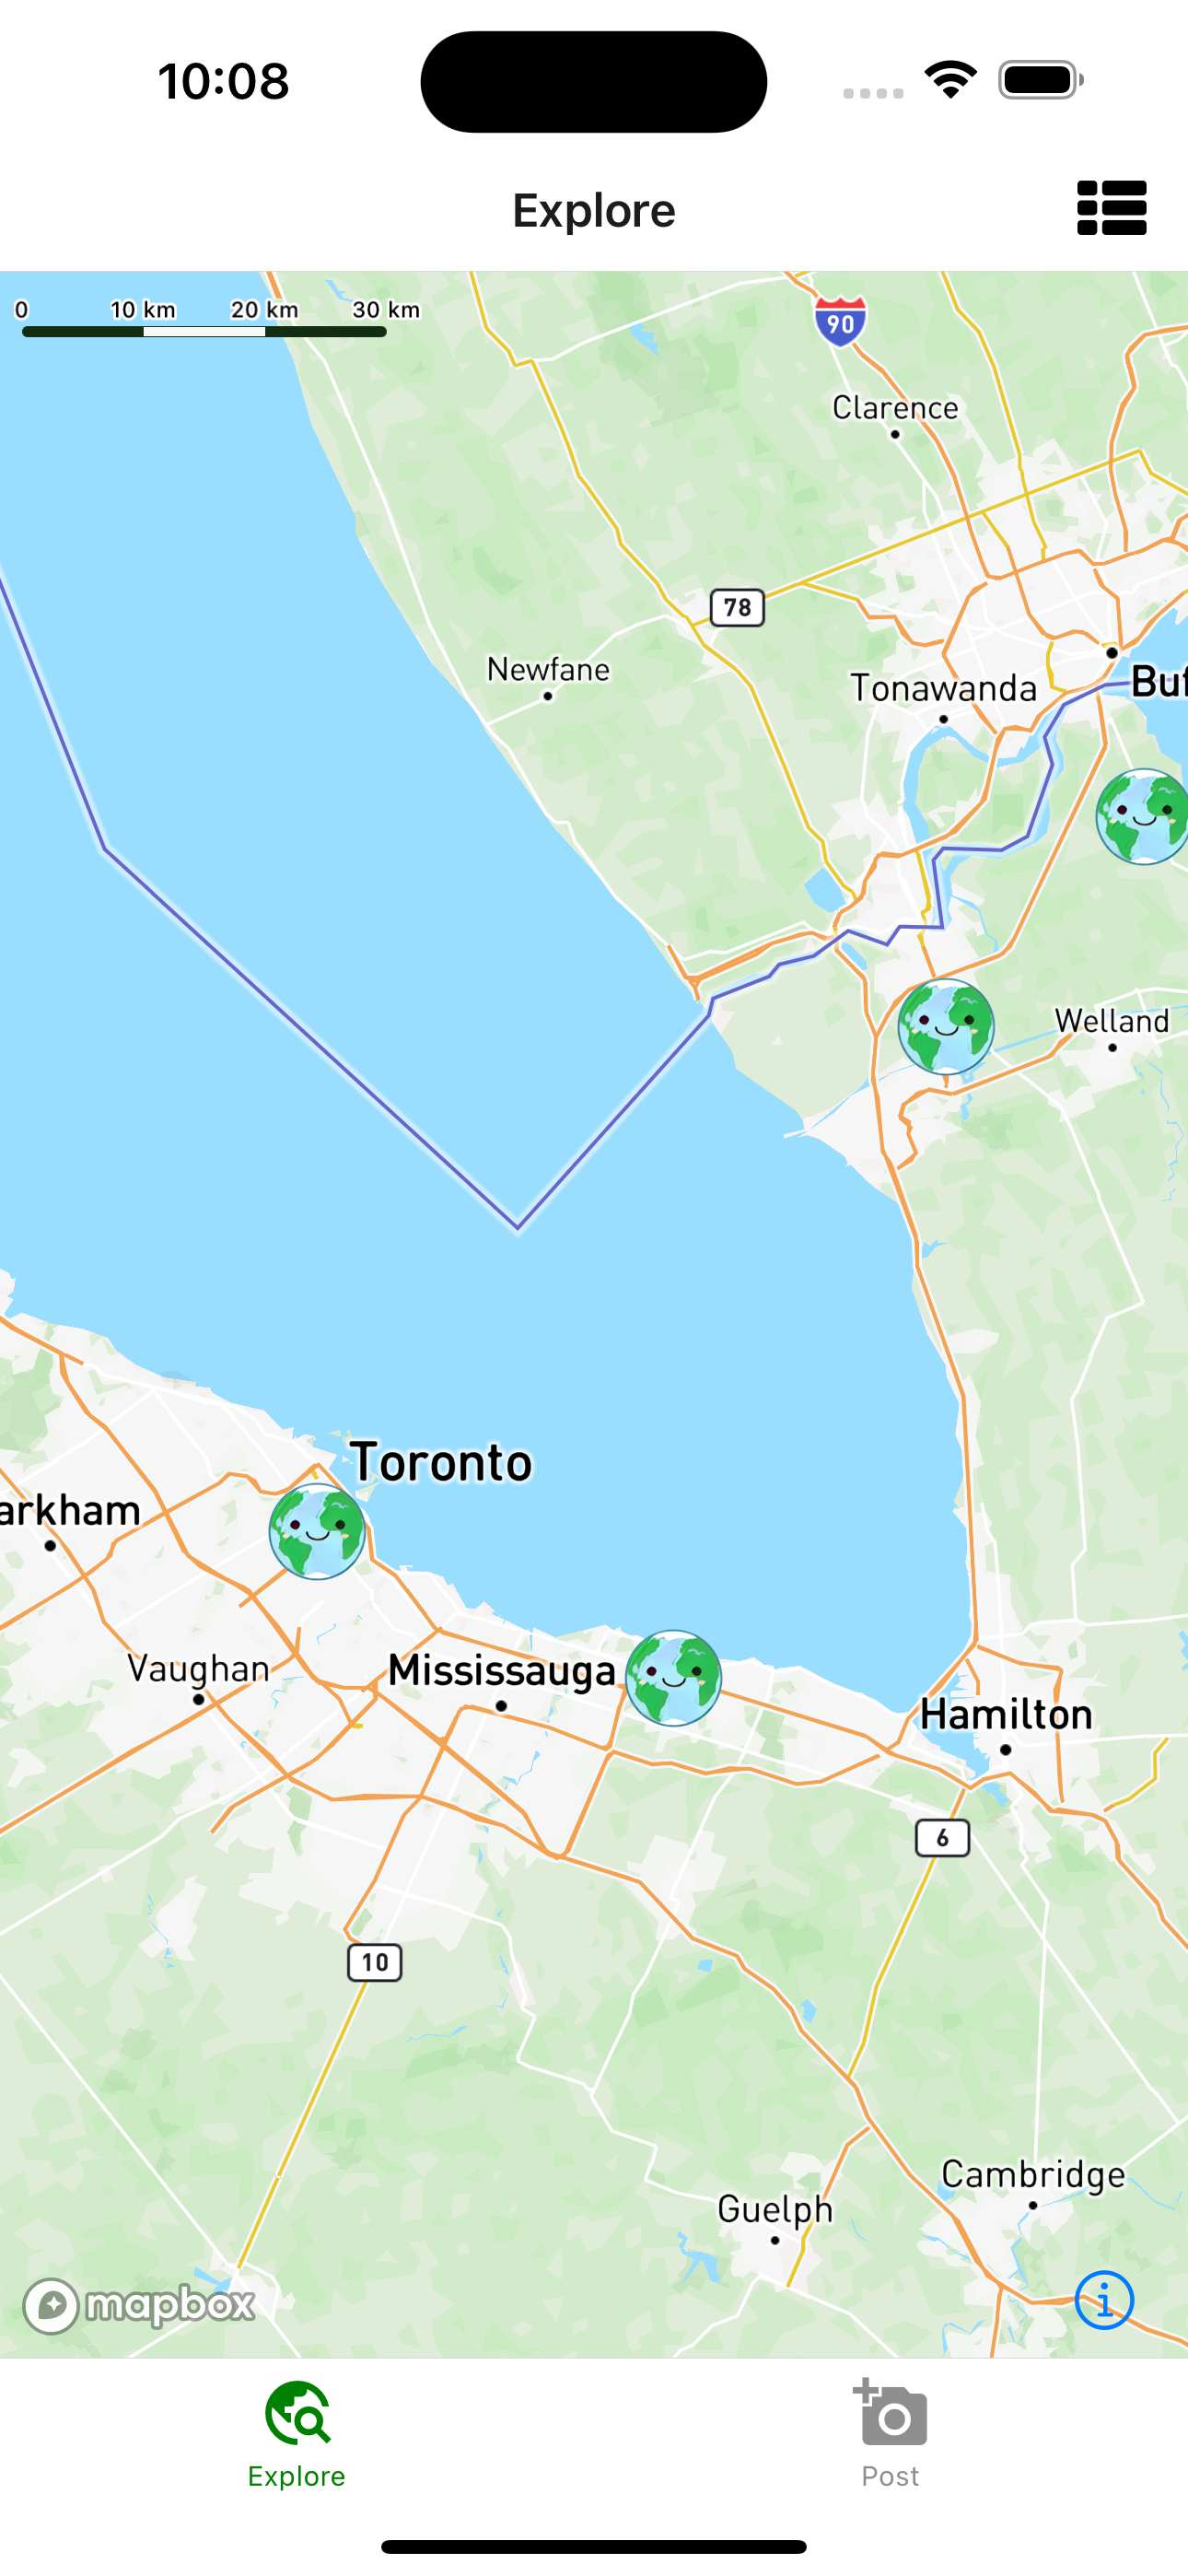 10:08
Explore
0 10 km 20 km 30 km
90
Clarence
78
Newfane
Tonawanda
Buf
Welland
Toronto
arkham
Vaughan
Mississauga
Hamilton
6
10
Cambridge
Guelph
mapbox
i
Explore
Post